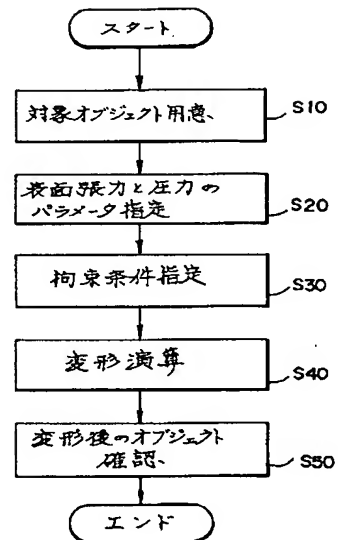 スタート
対象オブジェクト用意
S10
表面張力と圧力の
パラメータ指定
S20
拘束条件指定
S30
変形演算
S40
変形後のオブジェクト
確認
S50
エンド